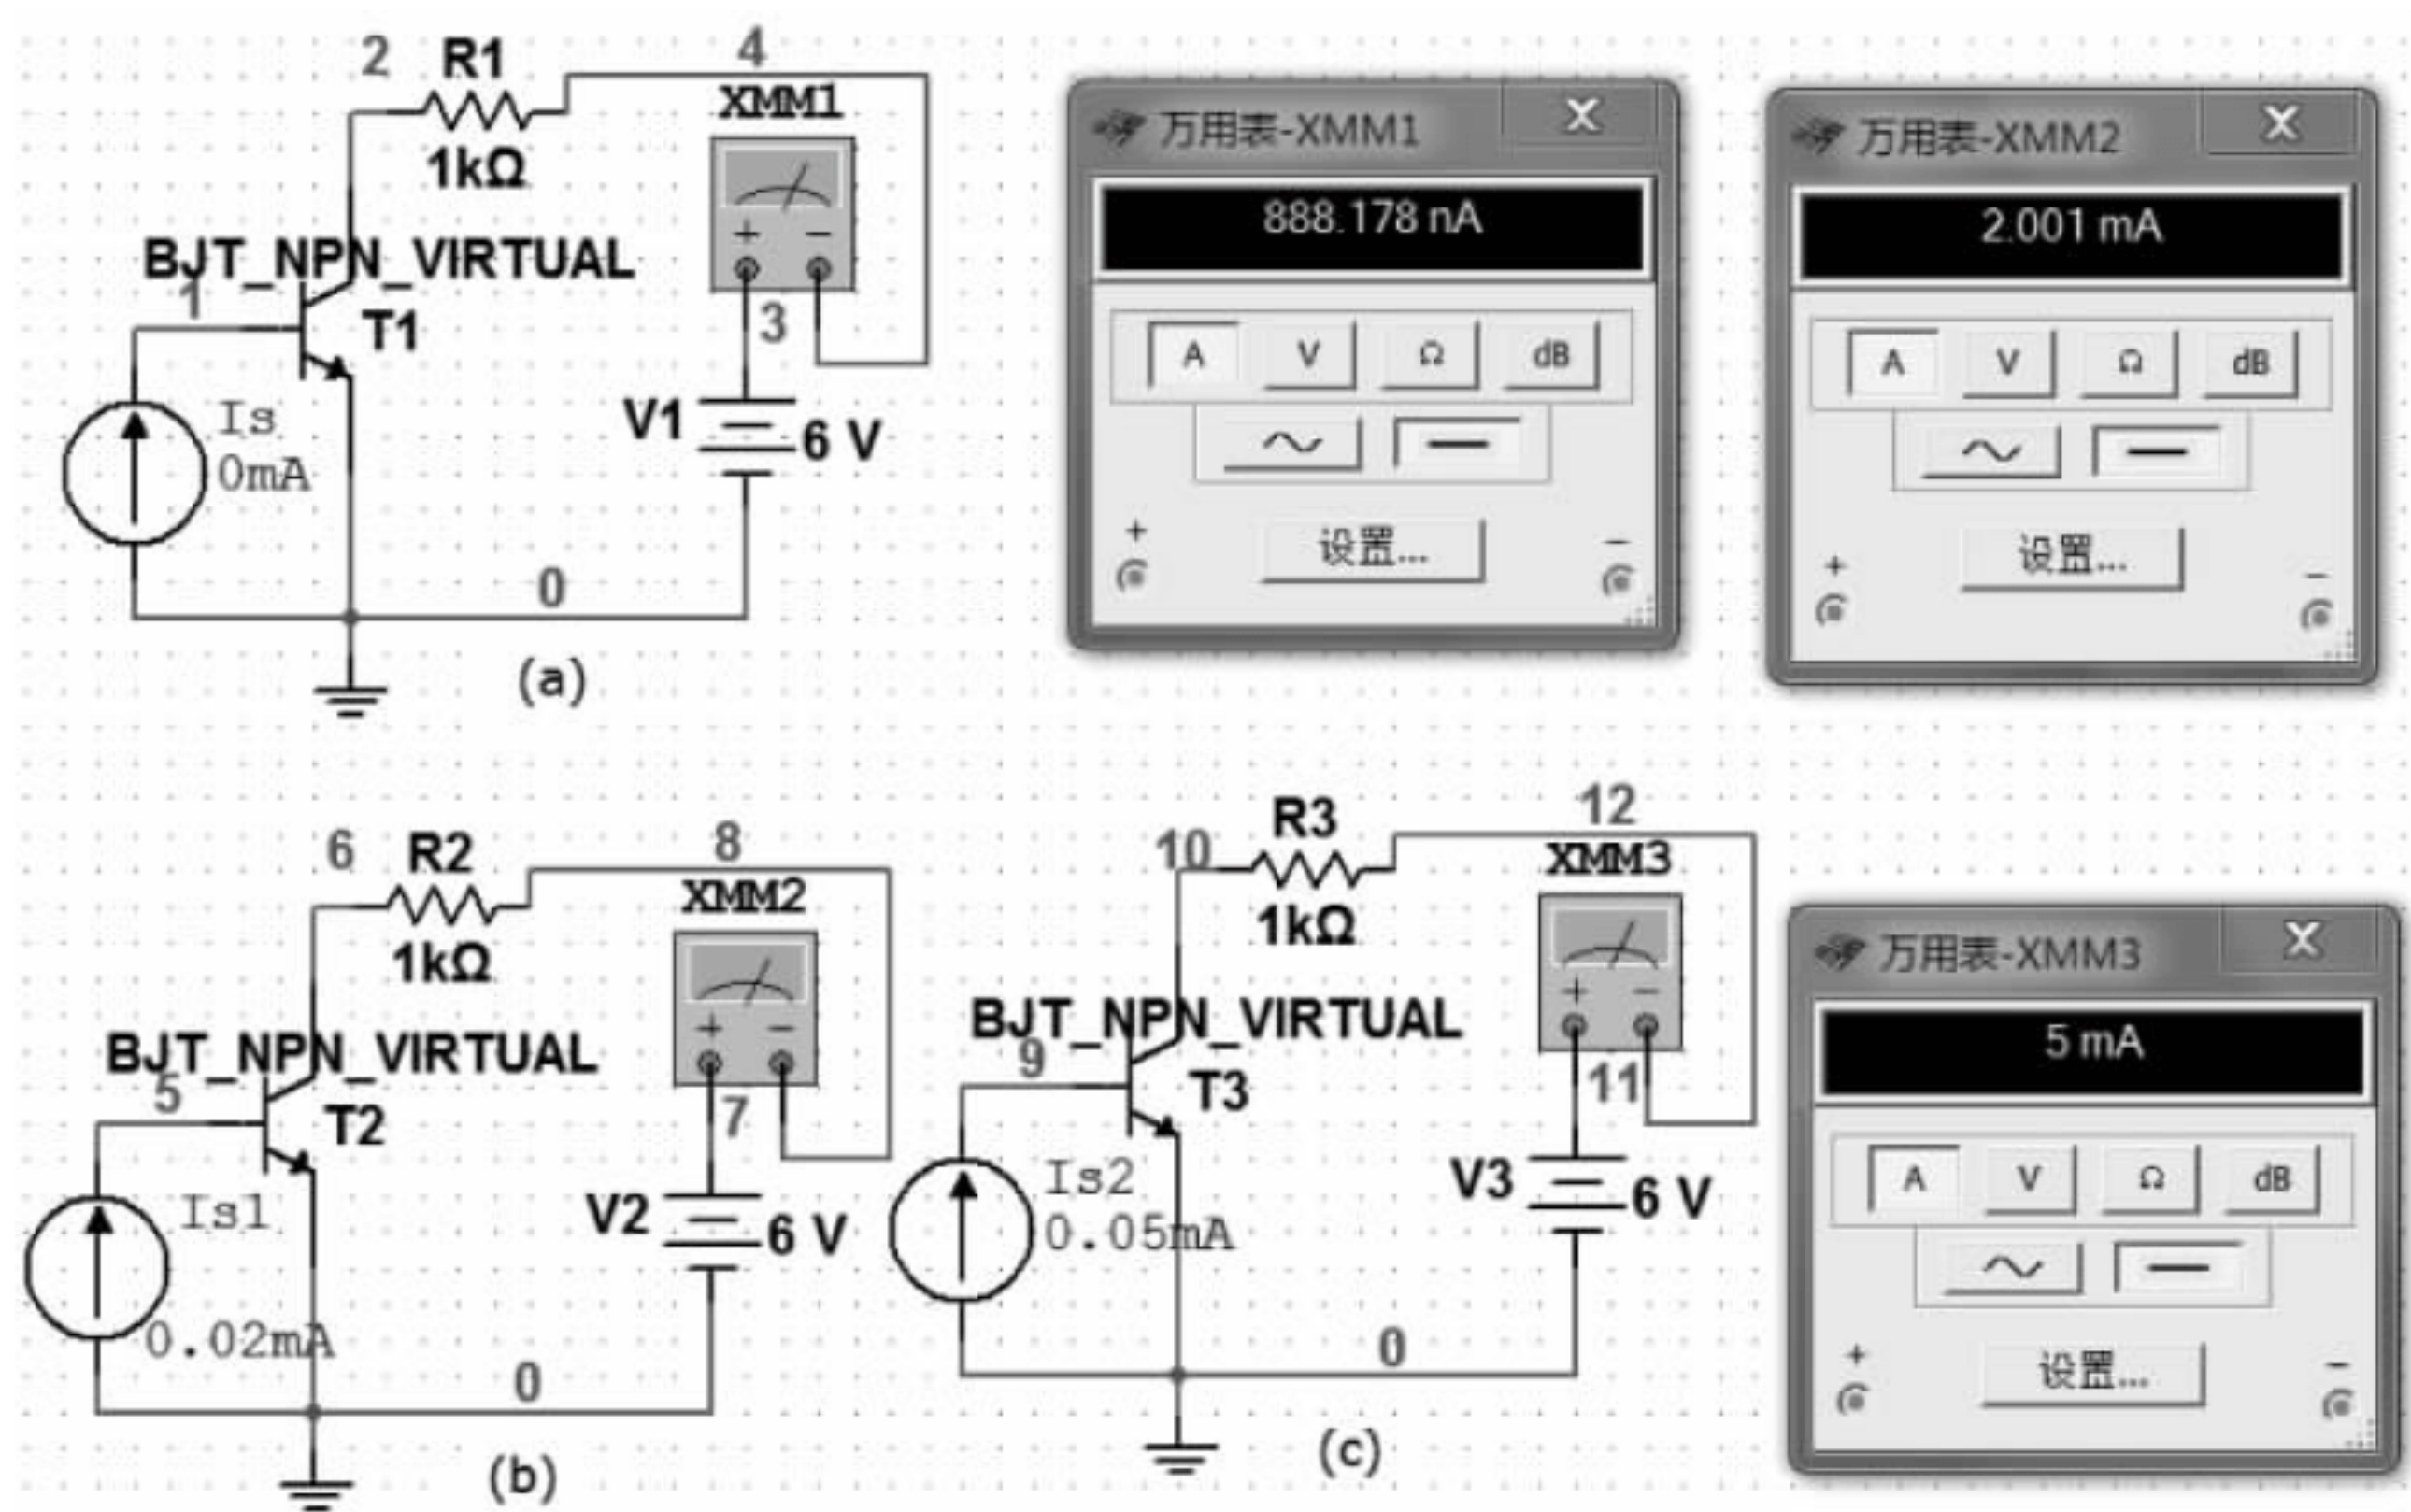 2 R1 4
XMM1
1kΩ
+ −
BJT_NPN_VIRTUAL
1
T1
3
Is
0mA
V1
6 V
0
(a)
万用表-XMM1
888.178 nA
A V Ω dB
+ −
设置...
万用表-XMM2
2.001 mA
A V Ω dB
+ −
设置...
6 R2 8
XMM2
1kΩ
+ −
BJT_NPN_VIRTUAL
5
T2
7
Is1
0.02mA
V2
6 V
0
(b)
10 R3 12
XMM3
1kΩ
+ −
BJT_NPN_VIRTUAL
9
T3
11
Is2
0.05mA
V3
6 V
0
(c)
万用表-XMM3
5 mA
A V Ω dB
+ −
设置...